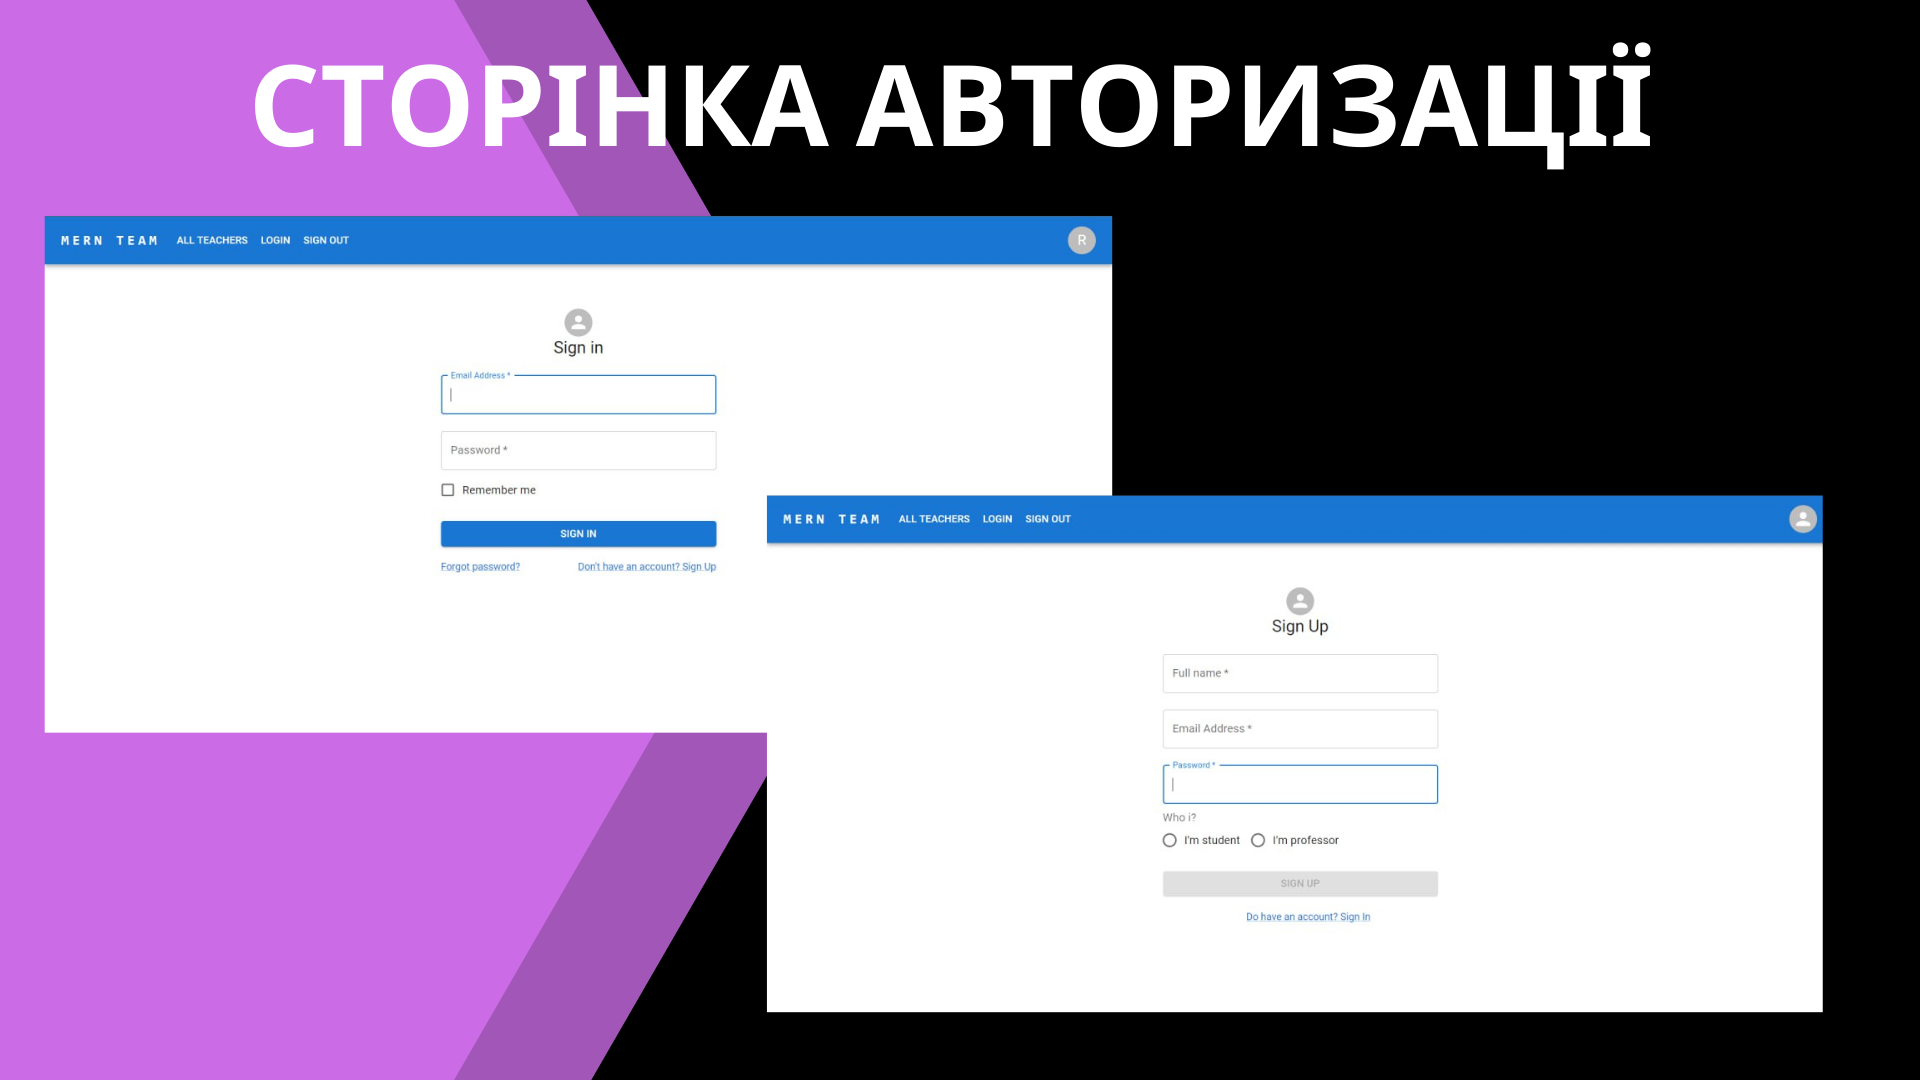 СТОРІНКА АВТОРИЗАЦІЇ
MERN TEAM ALL TEACHERS LOGIN SIGN OUT R
Sign in
Email Address *
Password *
Remember me
SIGN IN
Forgot password? Don't have an account? Sign Up
MERN TEAM ALL TEACHERS LOGIN SIGN OUT
Sign Up
Full name *
Email Address *
Password *
Who i?
I'm student I'm professor
SIGN UP
Do have an account? Sign In